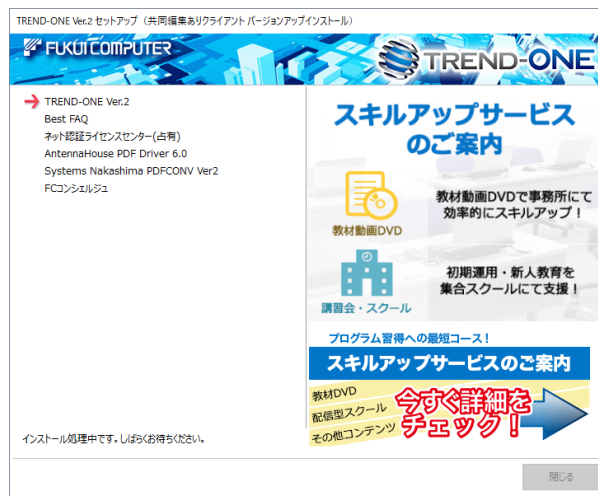 TREND-ONE Ver.2 セットアップ（共同編集ありクライアント バージョンアップインストール）
FUKUI COMPUTER
TREND-ONE
TREND-ONE Ver.2
Best FAQ
ネット認証ライセンスセンター(占有)
AntennaHouse PDF Driver 6.0
Systems Nakashima PDFCONV Ver2
FCコンシェルジュ
スキルアップサービス
のご案内
教材動画DVDで事務所にて
効率的にスキルアップ！
教材動画DVD
初期運用・新人教育を
集合スクールにて支援！
講習会・スクール
プログラム習得への最短コース！
スキルアップサービスのご案内
教材DVD
配信型スクール
その他コンテンツ
今すぐ詳細を
チェック！
インストール処理中です。しばらくお待ちください。
閉じる